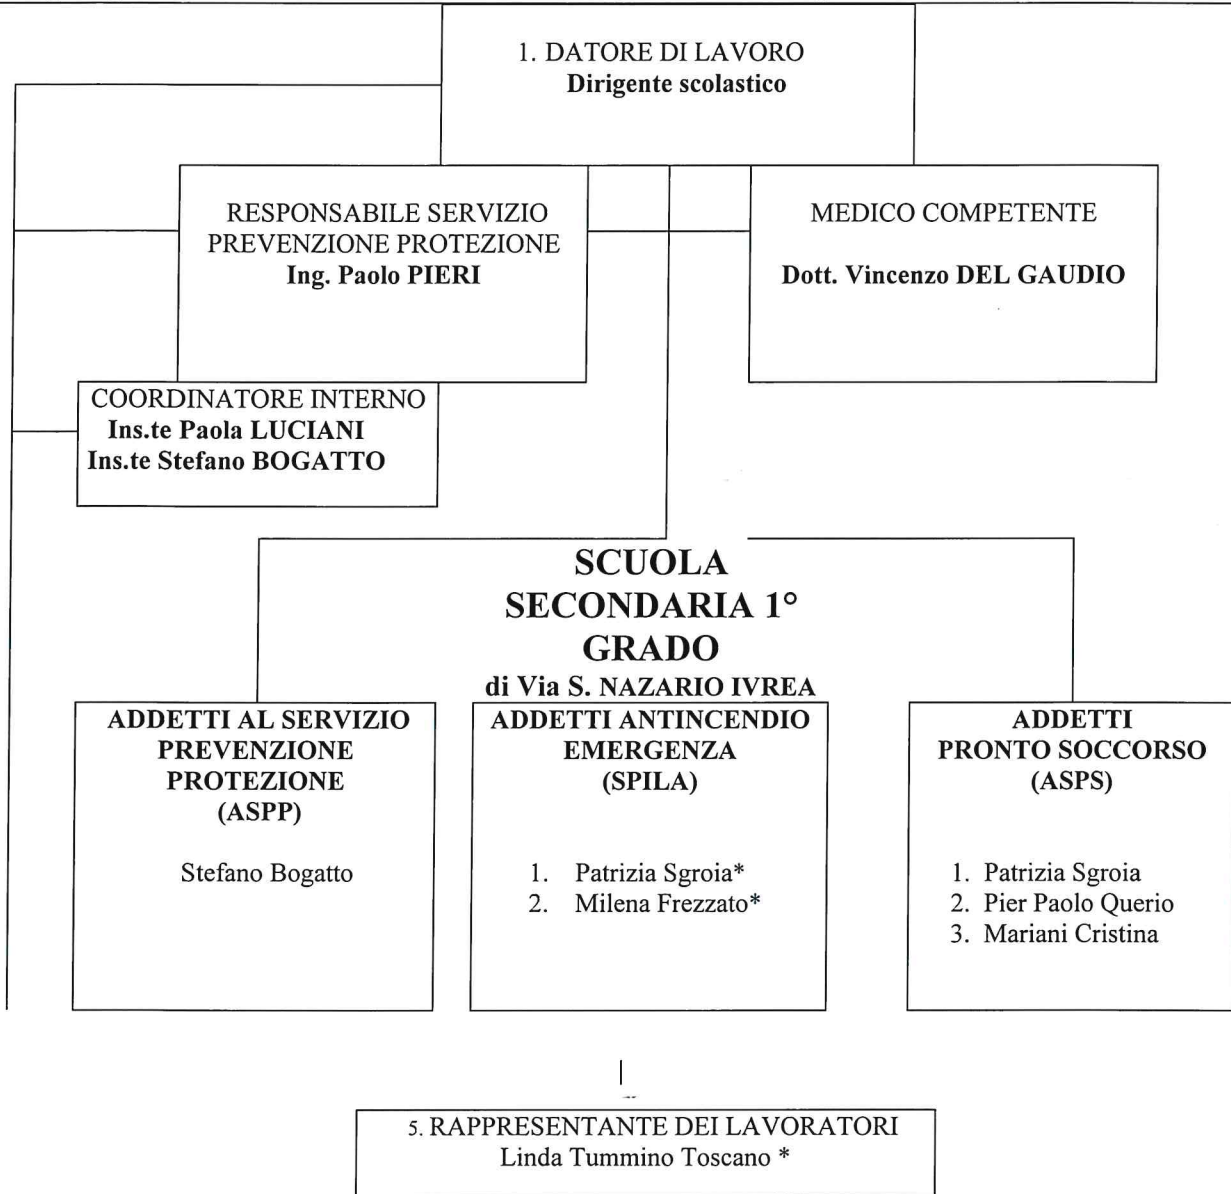 1. DATORE DI LAVORO
Dirigente scolastico
RESPONSABILE SERVIZIO
PREVENZIONE PROTEZIONE
Ing. Paolo PIERI
MEDICO COMPETENTE
Dott. Vincenzo DEL GAUDIO
COORDINATORE INTERNO
Ins.te Paola LUCIANI
Ins.te Stefano BOGATTO
SCUOLA
SECONDARIA 1°
GRADO
di Via S. NAZARIO IVREA
ADDETTI AL SERVIZIO
PREVENZIONE
PROTEZIONE
(ASPP)
Stefano Bogatto
ADDETTI ANTINCENDIO
EMERGENZA
(SPILA)
1. Patrizia Sgroia*
2. Milena Frezzato*
ADDETTI
PRONTO SOCCORSO
(ASPS)
1. Patrizia Sgroia
2. Pier Paolo Querio
3. Mariani Cristina
5. RAPPRESENTANTE DEI LAVORATORI
Linda Tummino Toscano *